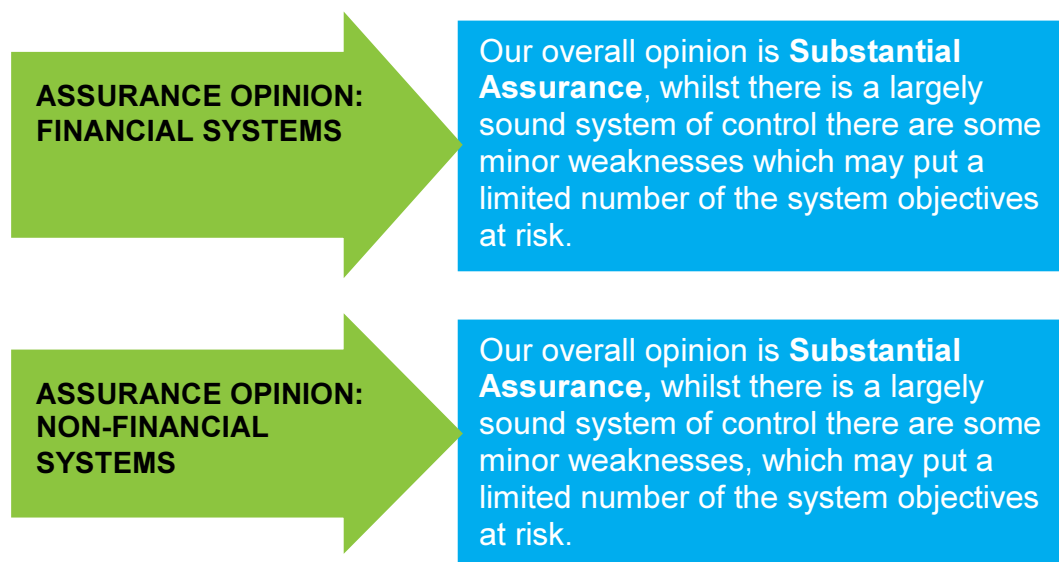 ASSURANCE OPINION:
FINANCIAL SYSTEMS
Our overall opinion is Substantial
Assurance, whilst there is a largely
sound system of control there are some
minor weaknesses which may put a
limited number of the system objectives
at risk.
ASSURANCE OPINION:
NON-FINANCIAL
SYSTEMS
Our overall opinion is Substantial
Assurance, whilst there is a largely
sound system of control there are some
minor weaknesses, which may put a
limited number of the system objectives
at risk.